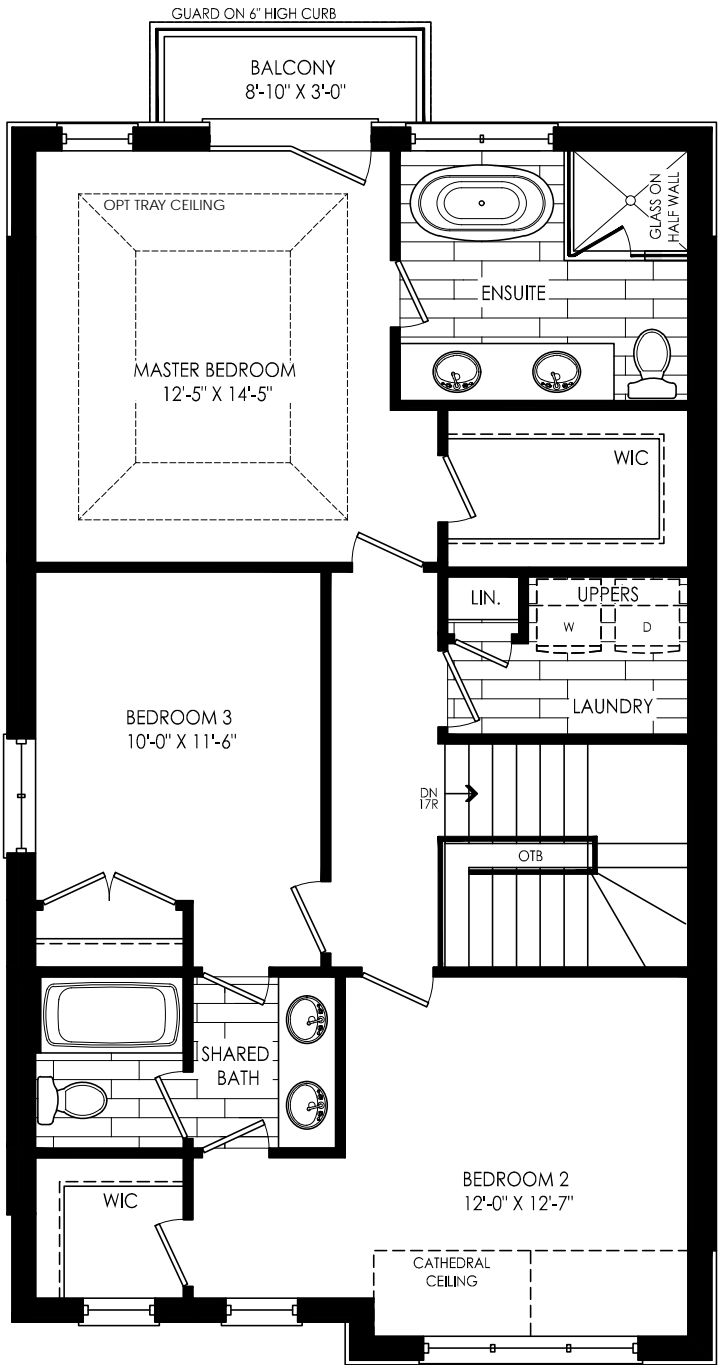 GUARD ON 6" HIGH CURB
BALCONY
8'-10" X 3'-0"
OPT TRAY CEILING
GLASS ON
HALF WALL
ENSUITE
MASTER BEDROOM
12'-5" X 14'-5"
WIC
LIN.
UPPERS
W
D
LAUNDRY
BEDROOM 3
10'-0" X 11'-6"
DN
17R
OTB
SHARED
BATH
BEDROOM 2
12'-0" X 12'-7"
WIC
CATHEDRAL
CEILING